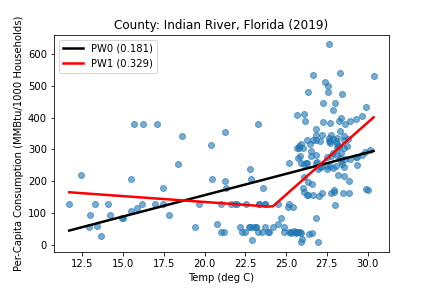 County: Indian River, Florida (2019)
PW0 (0.181)
PW1 (0.329)
Per-Capita Consumption (MMBtu/1000 Households)
600
500
400
300
200
100
0
12.5 15.0 17.5 20.0 22.5 25.0 27.5 30.0
Temp (deg C)